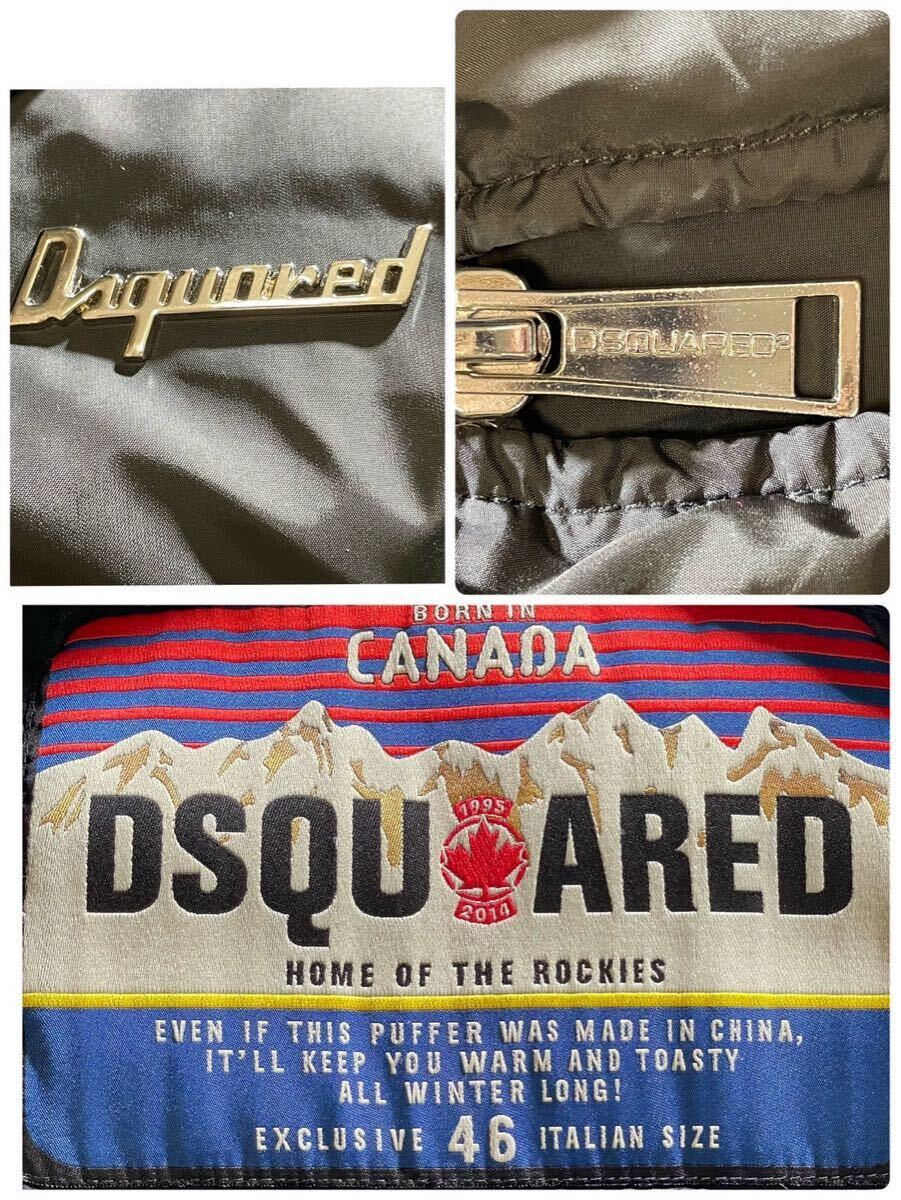 Dsquared
DSQUARED2
BORN IN
CANADA
1995
DSQU ARED
2014
HOME OF THE ROCKIES
EVEN IF THIS PUFFER WAS MADE IN CHINA,
IT'LL KEEP YOU WARM AND TOASTY
ALL WINTER LONG!
EXCLUSIVE 46 ITALIAN SIZE